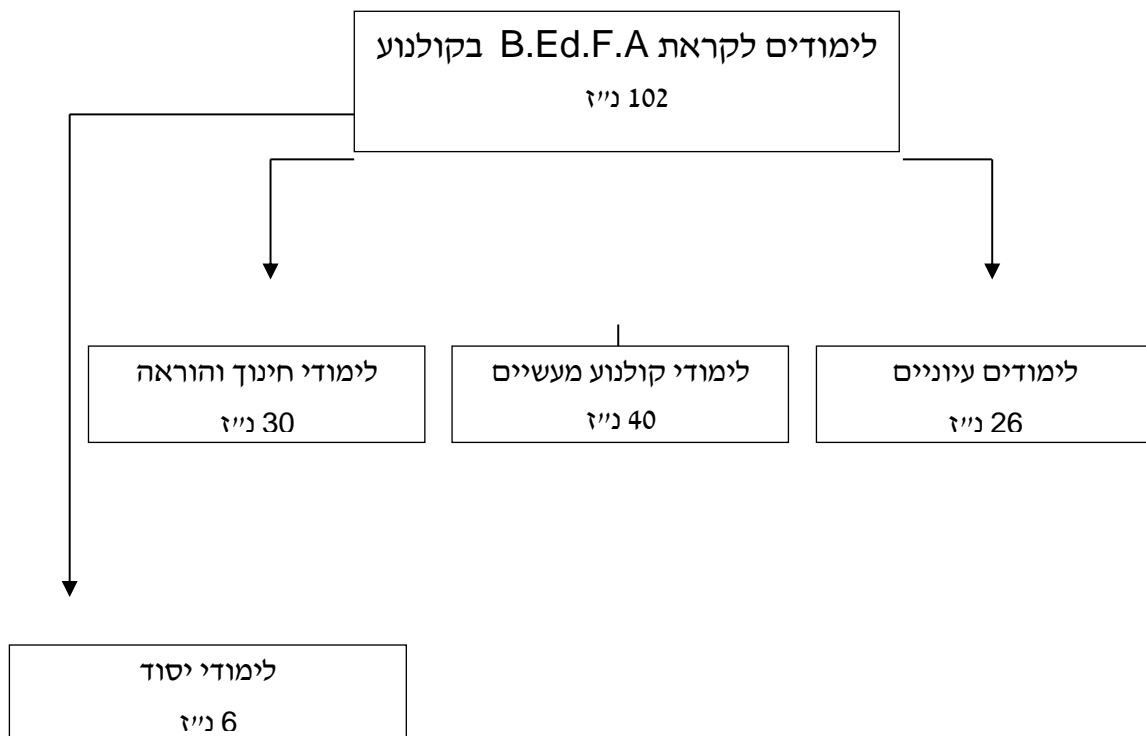 לימודים לקראת B.Ed.F.A בקולנוע
102 נ״ז
לימודים עיוניים
26 נ״ז
לימודי קולנוע מעשיים
40 נ״ז
לימודי חינוך והוראה
30 נ״ז
לימודי יסוד
6 נ״ז